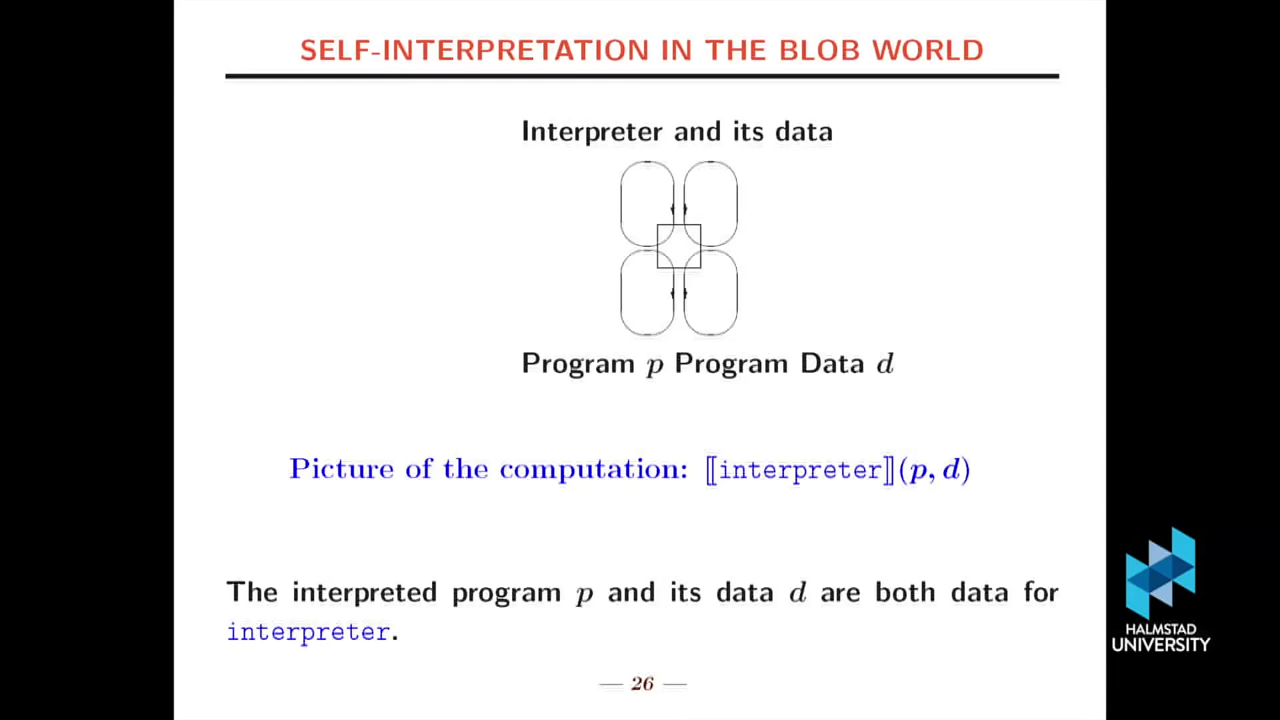 SELF-INTERPRETATION IN THE BLOB WORLD
Interpreter and its data
Program p Program Data d
Picture of the computation: ⟦interpreter⟧(p, d)
The interpreted program p and its data d are both data for
interpreter.
— 26 —
HALMSTAD
UNIVERSITY